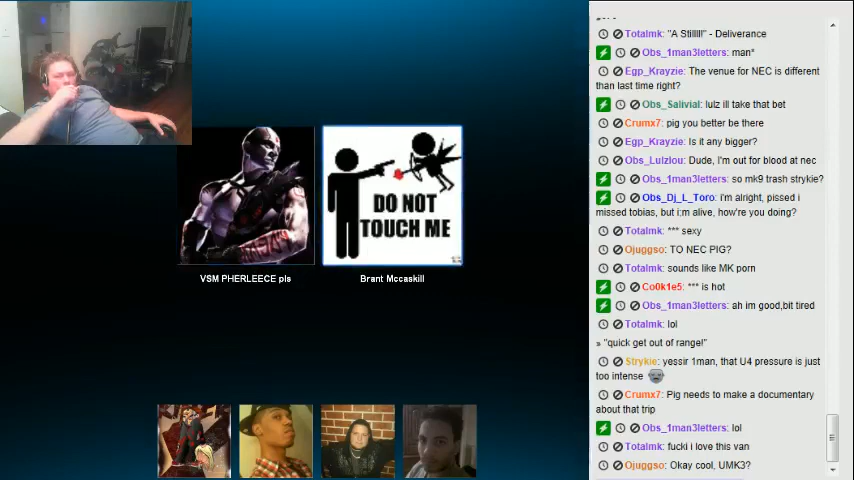 DO NOT
TOUCH ME
VSM PHERLEECE pls
Brant Mccaskill
Totalmk: "A Stillll!" - Deliverance
Obs_1man3letters: man*
Egp_Krayzie: The venue for NEC is different
than last time right?
Obs_Salivial: lulz ill take that bet
Crumx7: pig you better be there
Egp_Krayzie: Is it any bigger?
Obs_Lulzlou: Dude, I'm out for blood at nec
Obs_1man3letters: so mk9 trash strykie?
Obs_Dj_L_Toro: i'm alright, pissed i
missed tobias, but i:m alive, how're you doing?
Totalmk: *** sexy
Ojuggso: TO NEC PIG?
Totalmk: sounds like MK porn
Co0k1e5: *** is hot
Obs_1man3letters: ah im good,bit tired
Totalmk: lol
» "quick get out of range!"
Strykie: yessir 1man, that U4 pressure is just
too intense
Crumx7: Pig needs to make a documentary
about that trip
Obs_1man3letters: lol
Totalmk: fucki i love this van
Ojuggso: Okay cool, UMK3?